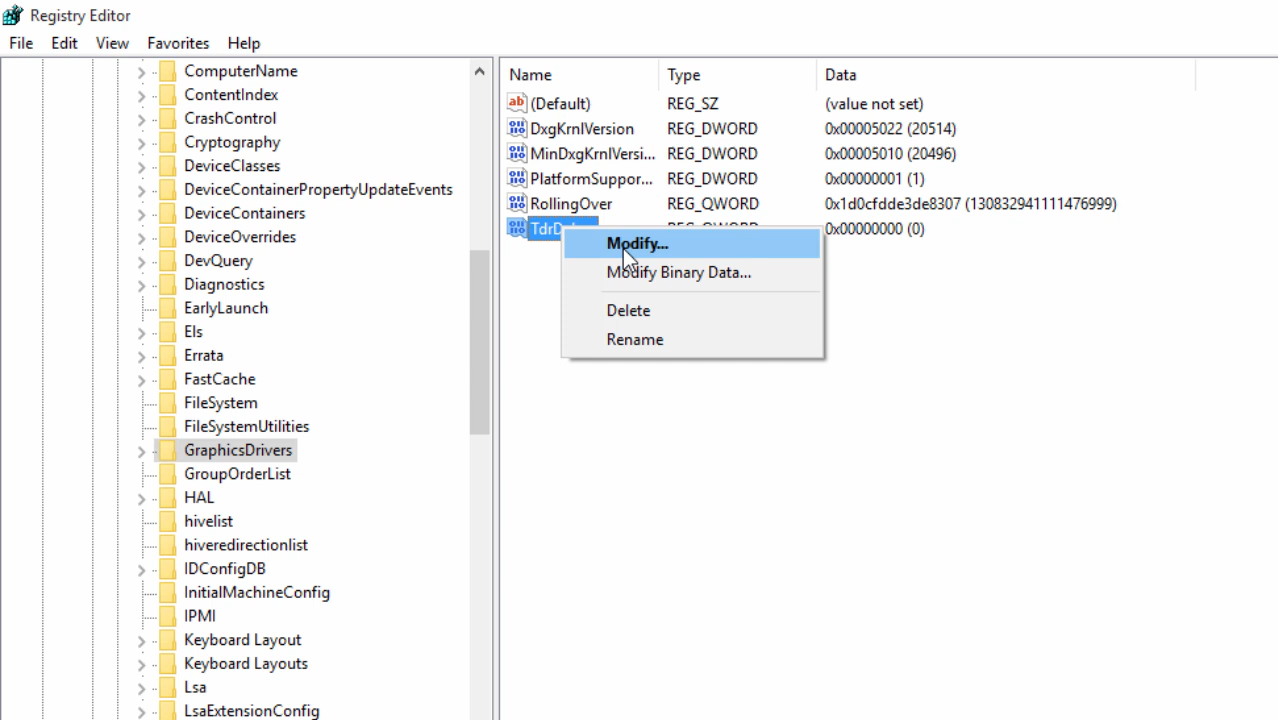 Registry Editor
File Edit View Favorites Help
ComputerName
ContentIndex
CrashControl
Cryptography
DeviceClasses
DeviceContainerPropertyUpdateEvents
DeviceContainers
DeviceOverrides
DevQuery
Diagnostics
EarlyLaunch
Els
Errata
FastCache
FileSystem
FileSystemUtilities
GraphicsDrivers
GroupOrderList
HAL
hivelist
hiveredirectionlist
IDConfigDB
InitialMachineConfig
IPMI
Keyboard Layout
Keyboard Layouts
Lsa
LsaExtensionConfig
Name Type Data
(Default) REG_SZ (value not set)
DxgKrnlVersion REG_DWORD 0x00005022 (20514)
MinDxgKrnlVersi... REG_DWORD 0x00005010 (20496)
PlatformSuppor... REG_DWORD 0x00000001 (1)
RollingOver REG_QWORD 0x1d0cfdde3de8307 (130832941111476999)
REG_QWORD 0x00000000 (0)
Modify...
Modify Binary Data...
Delete
Rename